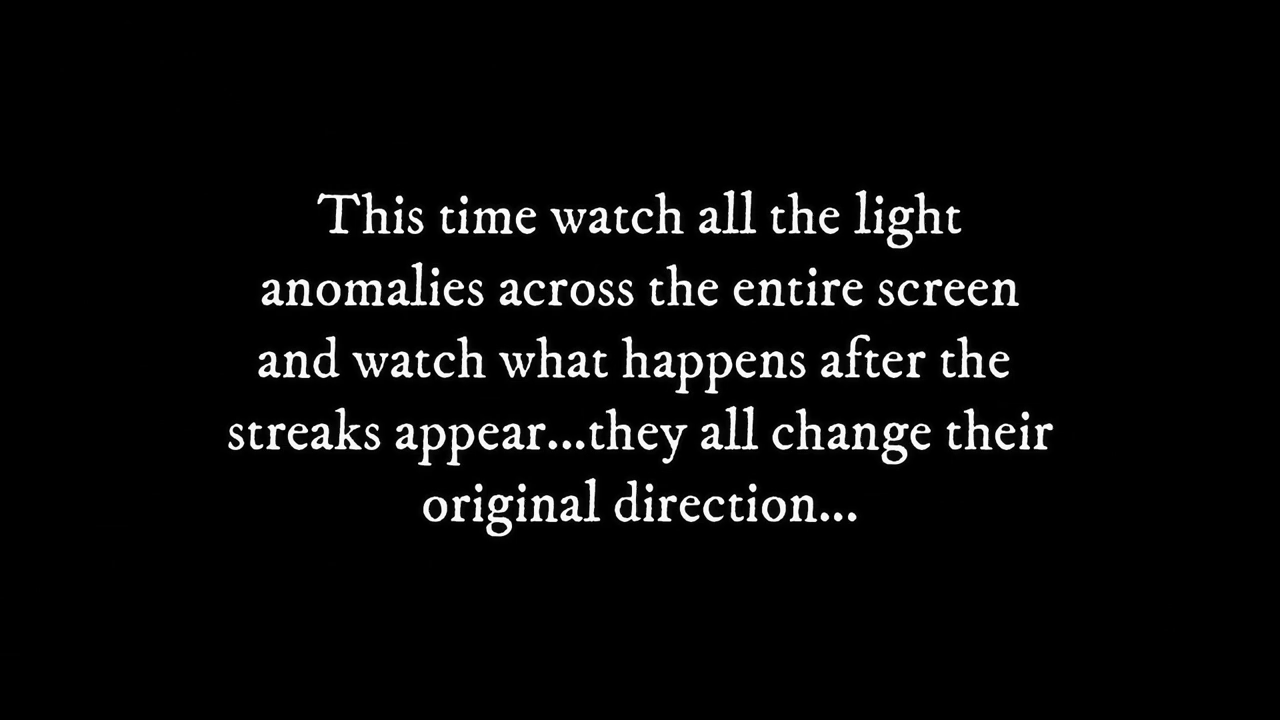 This time watch all the light
anomalies across the entire screen
and watch what happens after the
streaks appear...they all change their
original direction...